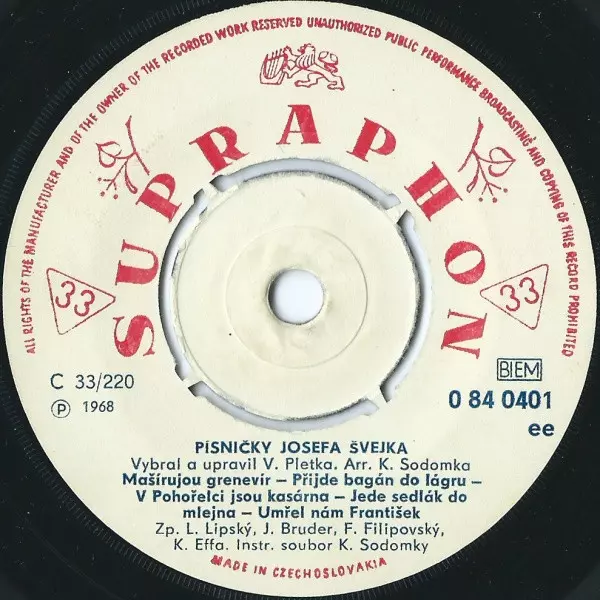 ALL RIGHTS OF THE MANUFACTURER AND OF THE OWNER OF THE RECORDED WORK RESERVED UNAUTHORIZED PUBLIC PERFORMANCE BROADCASTING AND COPYING OF THIS RECORD PROHIBITED
SUPRAPHON
33
33
C 33/220
Ⓟ 1968
BIEM
0 84 0401
ee
PÍSNIČKY JOSEFA ŠVEJKA
Vybral a upravil V. Pletka. Arr. K. Sodomka
Mašírujou grenevír – Přijde bagán do lágru –
V Pohořelci jsou kasárna – Jede sedlák do
mlejna – Umřel nám František
Zp. L. Lipský, J. Bruder, F. Filipovský,
K. Effa. Instr. soubor K. Sodomky
MADE IN CZECHOSLOVAKIA